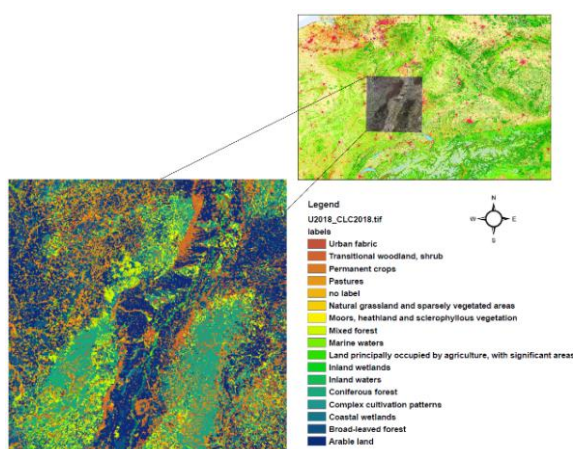 N
W
E
S
Legend
U2018_CLC2018.tif
labels
Urban fabric
Transitional woodland, shrub
Permanent crops
Pastures
no label
Natural grassland and sparsely vegetated areas
Moors, heathland and sclerophyllous vegetation
Mixed forest
Marine waters
Land principally occupied by agriculture, with significant areas
Inland wetlands
Inland waters
Coniferous forest
Complex cultivation patterns
Coastal wetlands
Broad-leaved forest
Arable land